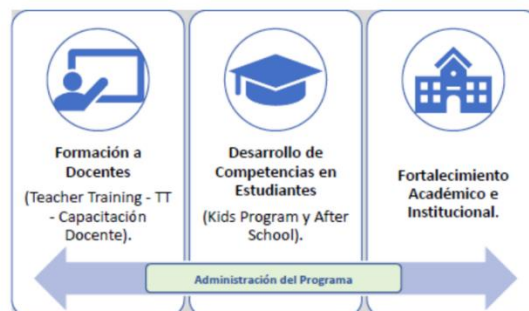 Formación a
Docentes
(Teacher Training - TT
- Capacitación
Docente).
Desarrollo de
Competencias en
Estudiantes
(Kids Program y After
School).
Fortalecimiento
Académico e
Institucional.
Administración del Programa